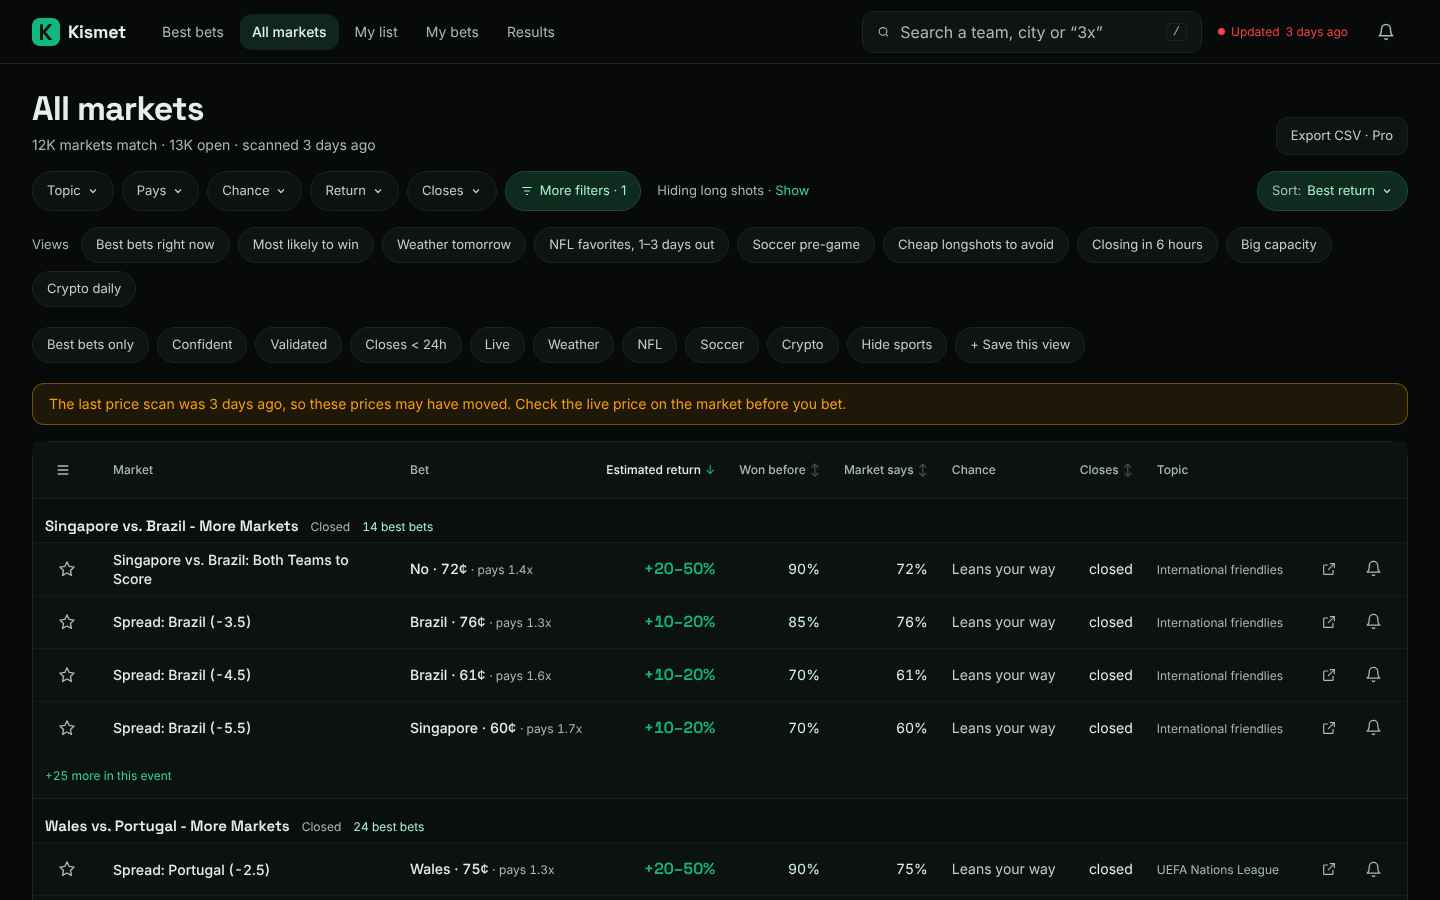 K Kismet Best bets All markets My list My bets Results Search a team, city or “3x” / Updated 3 days ago
All markets
12K markets match · 13K open · scanned 3 days ago
Export CSV · Pro
Topic Pays Chance Return Closes More filters · 1 Hiding long shots · Show Sort: Best return
Views Best bets right now Most likely to win Weather tomorrow NFL favorites, 1–3 days out Soccer pre-game Cheap longshots to avoid Closing in 6 hours Big capacity
Crypto daily
Best bets only Confident Validated Closes < 24h Live Weather NFL Soccer Crypto Hide sports + Save this view
The last price scan was 3 days ago, so these prices may have moved. Check the live price on the market before you bet.
Market Bet Estimated return ↓ Won before Market says Chance Closes Topic
Singapore vs. Brazil - More Markets Closed 14 best bets
Singapore vs. Brazil: Both Teams to
Score
No · 72¢ · pays 1.4x +20–50% 90% 72% Leans your way closed International friendlies
Spread: Brazil (-3.5) Brazil · 76¢ · pays 1.3x +10–20% 85% 76% Leans your way closed International friendlies
Spread: Brazil (-4.5) Brazil · 61¢ · pays 1.6x +10–20% 70% 61% Leans your way closed International friendlies
Spread: Brazil (-5.5) Singapore · 60¢ · pays 1.7x +10–20% 70% 60% Leans your way closed International friendlies
+25 more in this event
Wales vs. Portugal - More Markets Closed 24 best bets
Spread: Portugal (-2.5) Wales · 75¢ · pays 1.3x +20–50% 90% 75% Leans your way closed UEFA Nations League